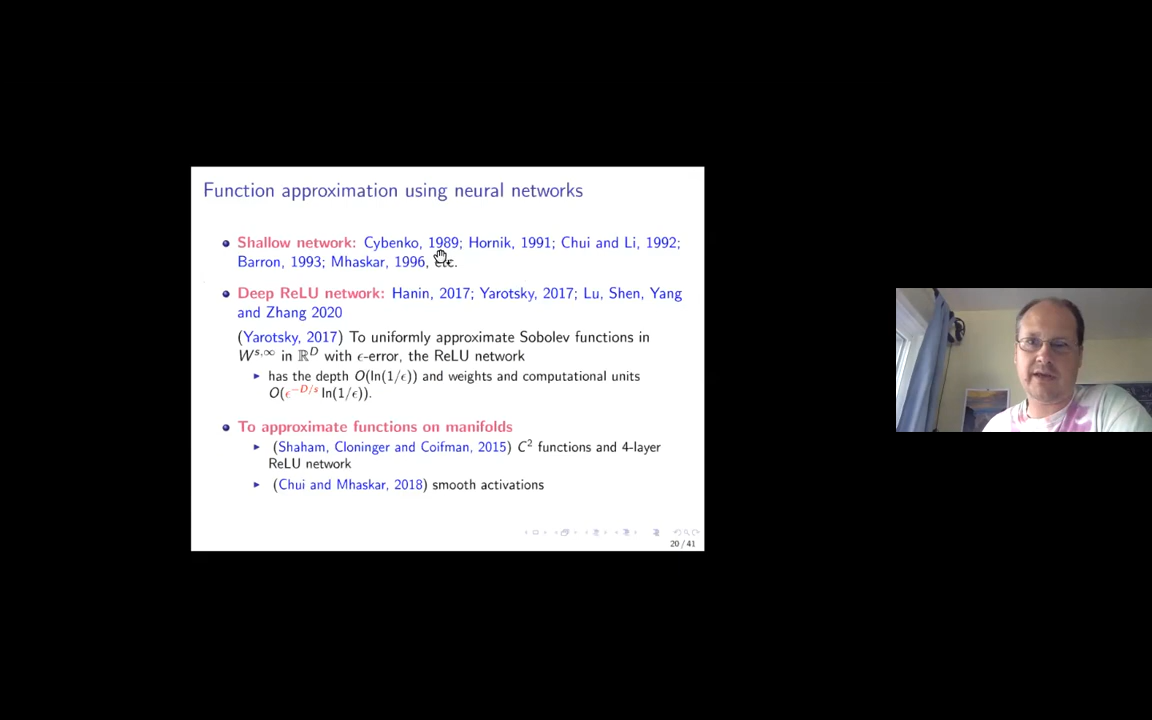 Function approximation using neural networks
Shallow network: Cybenko, 1989; Hornik, 1991; Chui and Li, 1992;
Barron, 1993; Mhaskar, 1996, etc.
Deep ReLU network: Hanin, 2017; Yarotsky, 2017; Lu, Shen, Yang
and Zhang 2020
(Yarotsky, 2017) To uniformly approximate Sobolev functions in
W^{s,∞} in ℝ^D with ϵ-error, the ReLU network
has the depth O(ln(1/ϵ)) and weights and computational units
O(ϵ^{−D/s} ln(1/ϵ)).
To approximate functions on manifolds
(Shaham, Cloninger and Coifman, 2015) C² functions and 4-layer
ReLU network
(Chui and Mhaskar, 2018) smooth activations
20 / 41